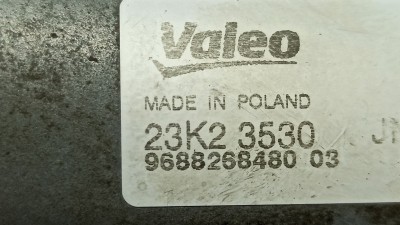 Valeo
MADE IN POLAND
23K2 3530
9688268480 03